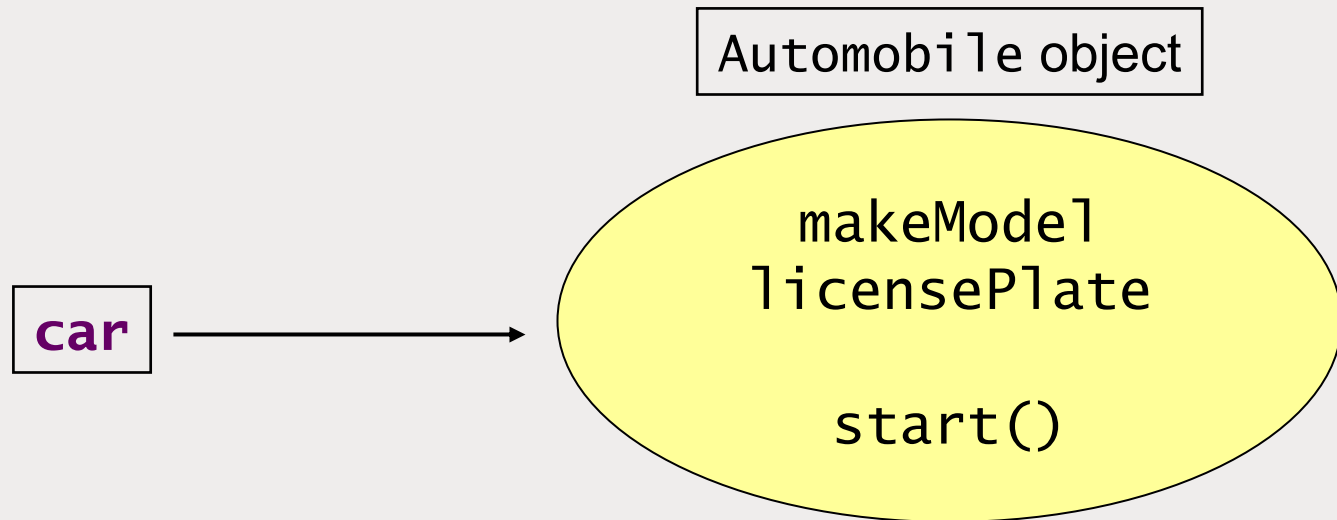 Automobile object
makeModel
licensePlate
car
start()